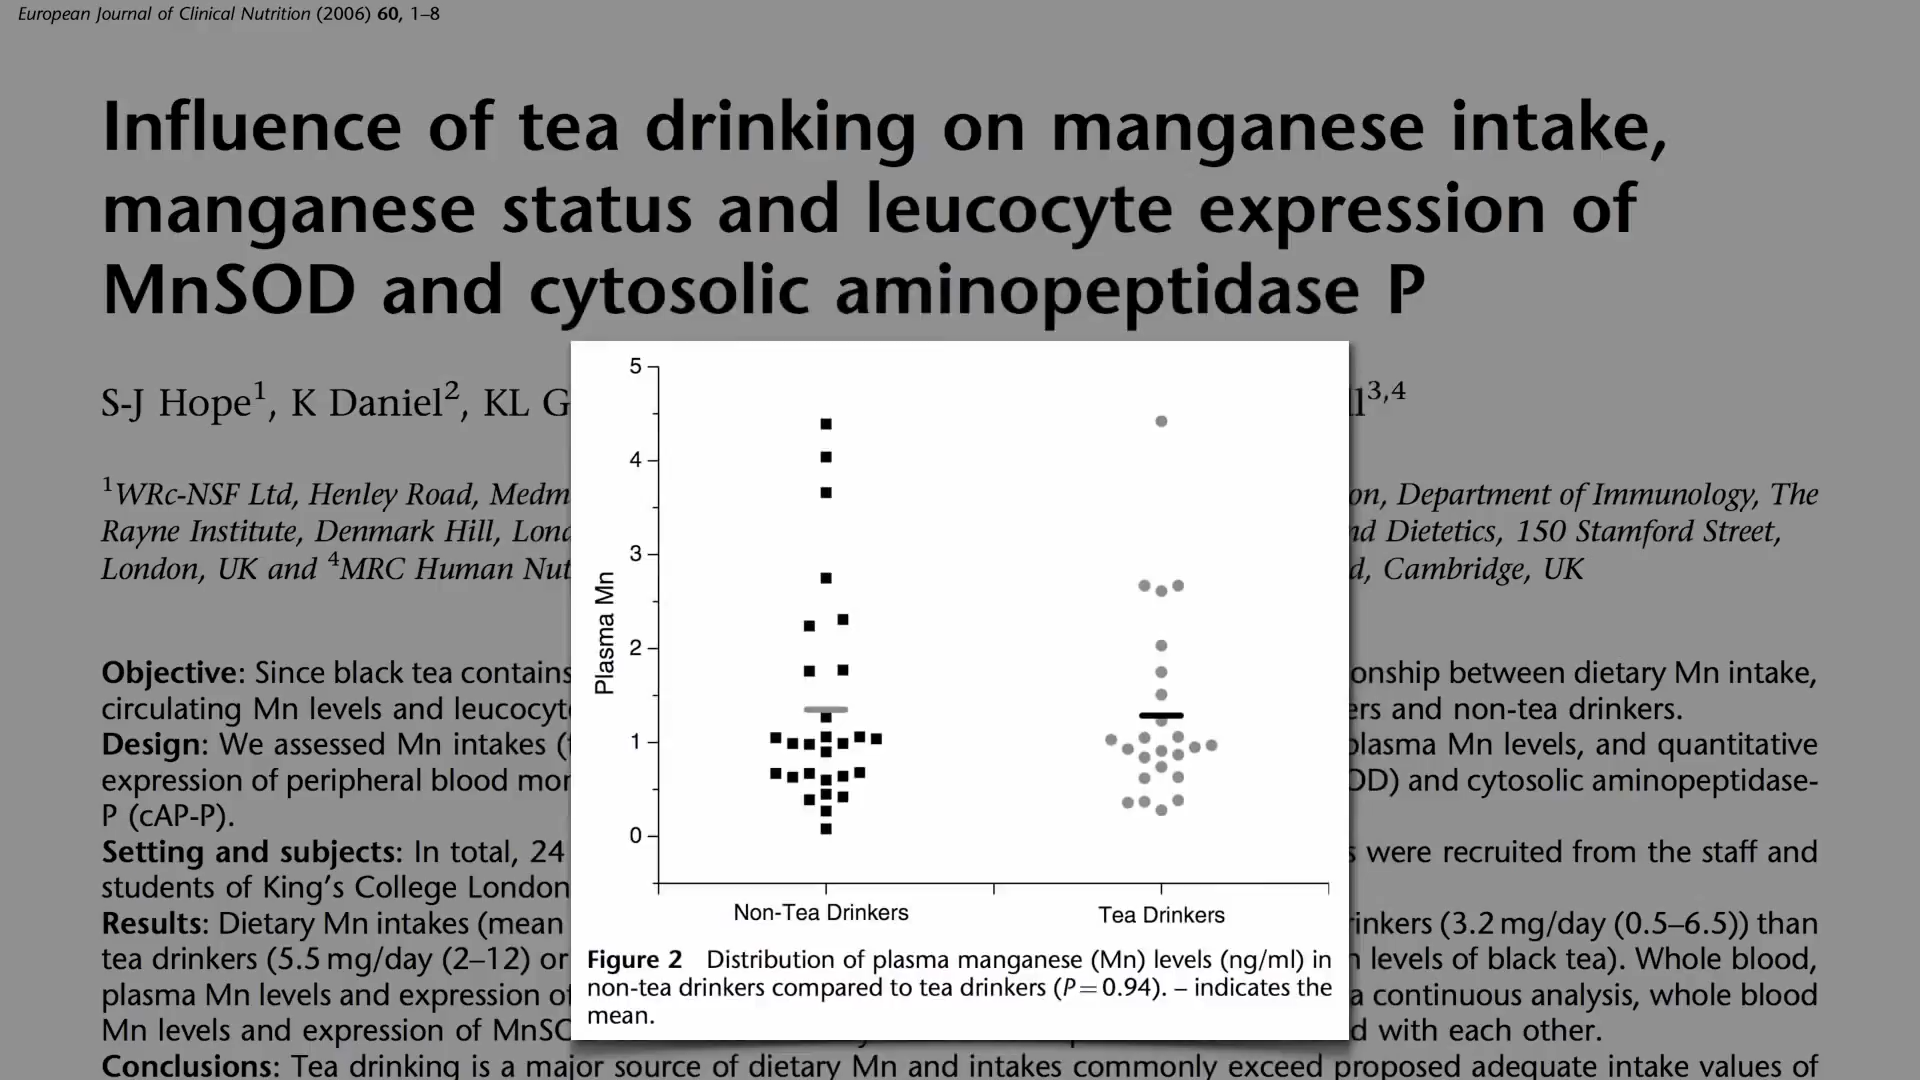 European Journal of Clinical Nutrition (2006) 60, 1–8
Influence of tea drinking on manganese intake,
manganese status and leucocyte expression of
MnSOD and cytosolic aminopeptidase P
S-J Hope1, K Daniel2, KL G
3,4
1WRc-NSF Ltd, Henley Road, Medm
on, Department of Immunology, The
Rayne Institute, Denmark Hill, Lon
nd Dietetics, 150 Stamford Street,
London, UK and 4MRC Human Nut
d, Cambridge, UK
Objective: Since black tea contains
onship between dietary Mn intake,
circulating Mn levels and leucocyt
ers and non-tea drinkers.
Design: We assessed Mn intakes (
plasma Mn levels, and quantitative
expression of peripheral blood mo
OD) and cytosolic aminopeptidase-
P (cAP-P).
Setting and subjects: In total, 24
s were recruited from the staff and
students of King's College London
Results: Dietary Mn intakes (mean
rinkers (3.2 mg/day (0.5–6.5)) than
tea drinkers (5.5 mg/day (2–12) or
levels of black tea). Whole blood,
plasma Mn levels and expression of
a continuous analysis, whole blood
Mn levels and expression of MnSO
d with each other.
Conclusions: Tea drinking is a major source of dietary Mn and intakes commonly exceed proposed adequate intake values of
5
4
3
2
1
0
Plasma Mn
Non-Tea Drinkers
Tea Drinkers
Figure 2 Distribution of plasma manganese (Mn) levels (ng/ml) in
non-tea drinkers compared to tea drinkers (P = 0.94). – indicates the
mean.